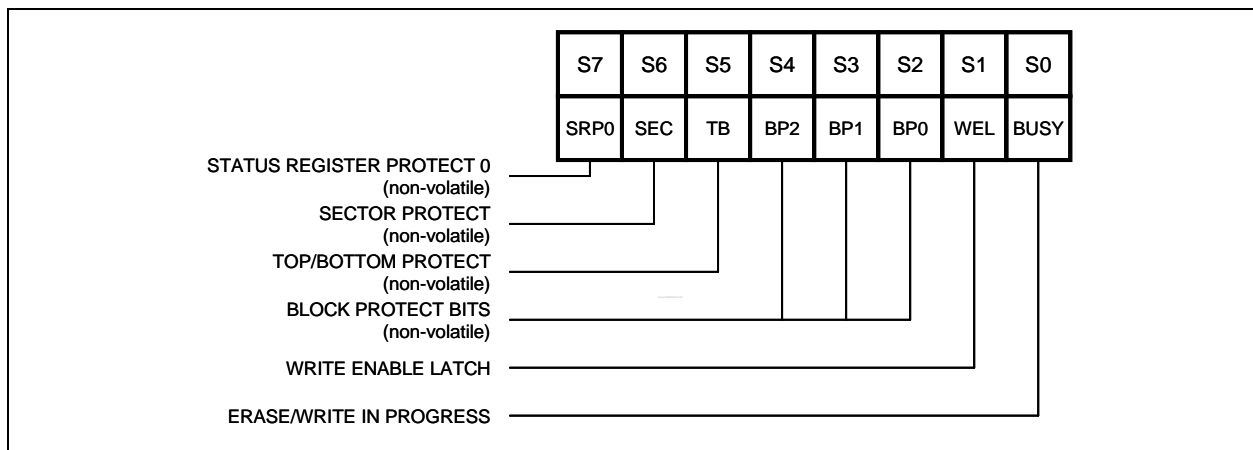 S7 S6 S5 S4 S3 S2 S1 S0
SRP0 SEC TB BP2 BP1 BP0 WEL BUSY
STATUS REGISTER PROTECT 0
(non-volatile)
SECTOR PROTECT
(non-volatile)
TOP/BOTTOM PROTECT
(non-volatile)
BLOCK PROTECT BITS
(non-volatile)
WRITE ENABLE LATCH
ERASE/WRITE IN PROGRESS